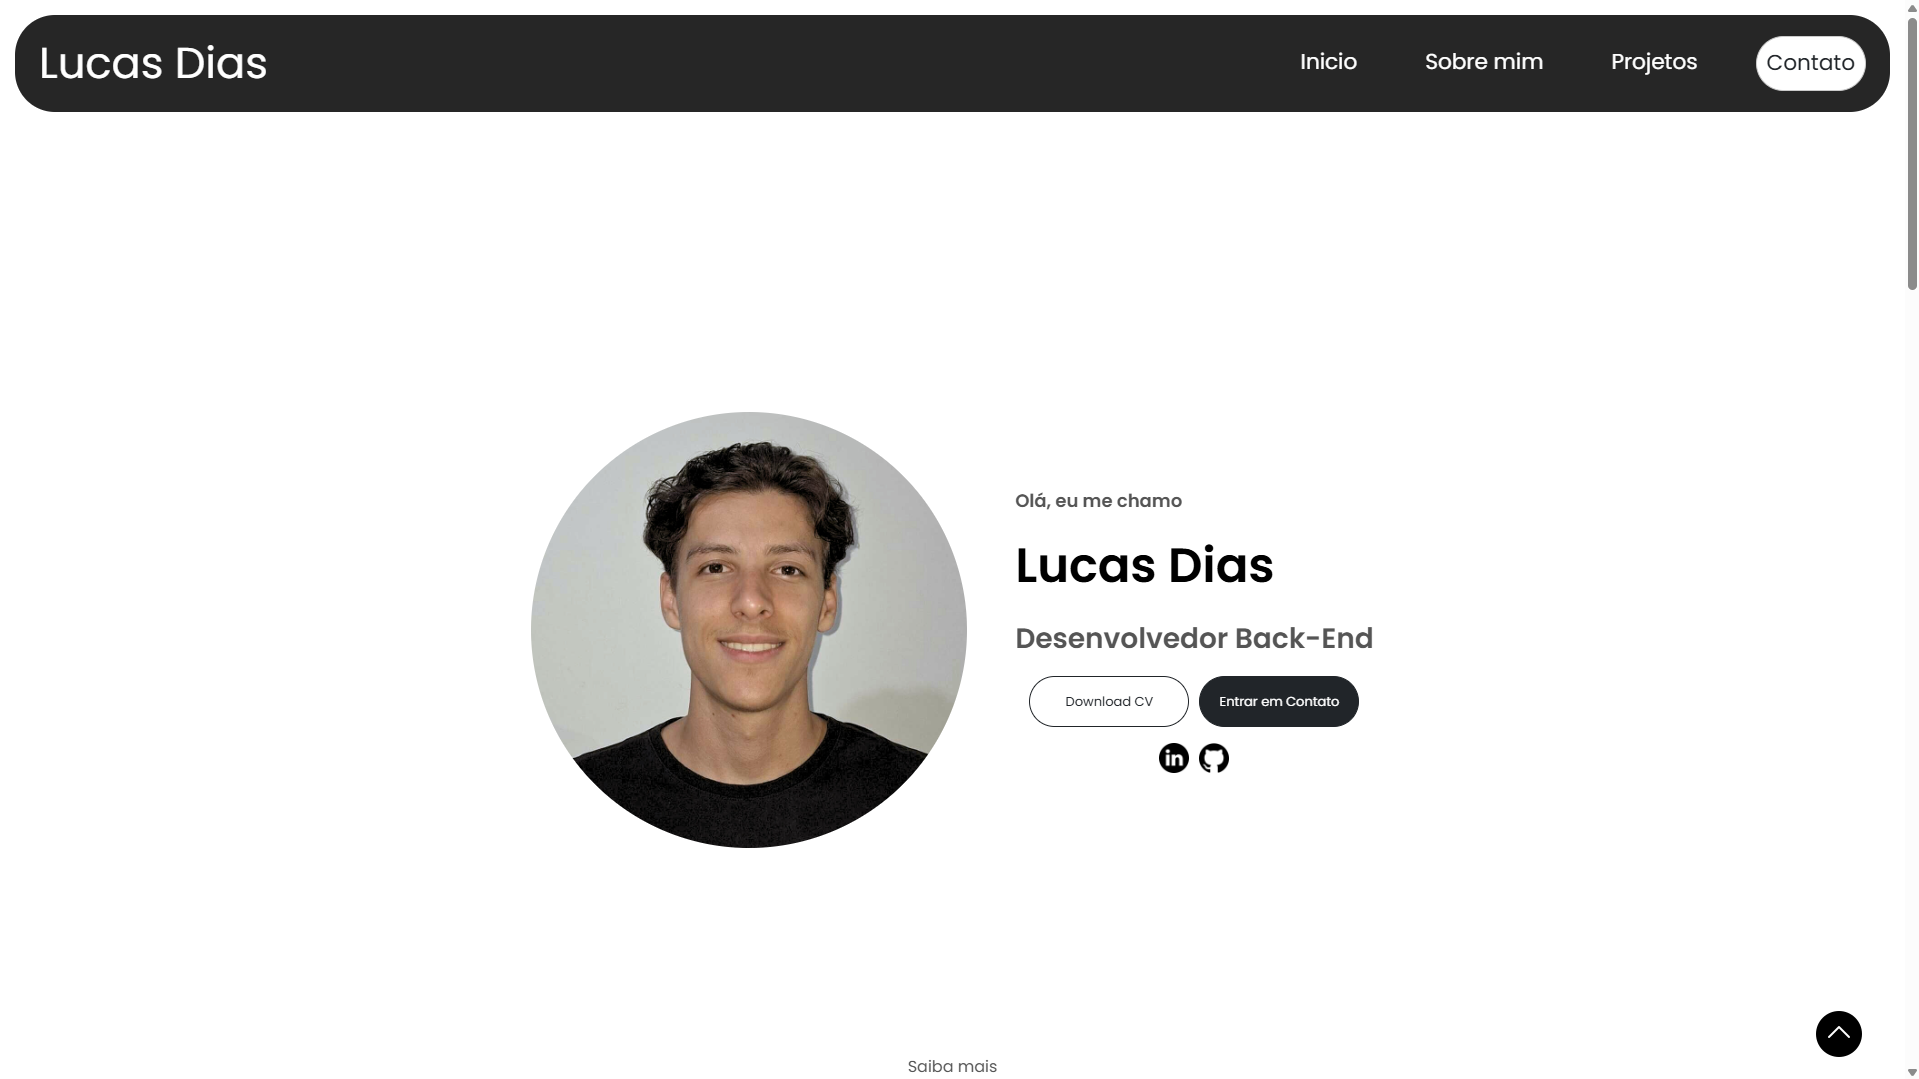 Lucas Dias
Inicio
Sobre mim
Projetos
Contato
Olá, eu me chamo
Lucas Dias
Desenvolvedor Back-End
Download CV
Entrar em Contato
in
Saiba mais